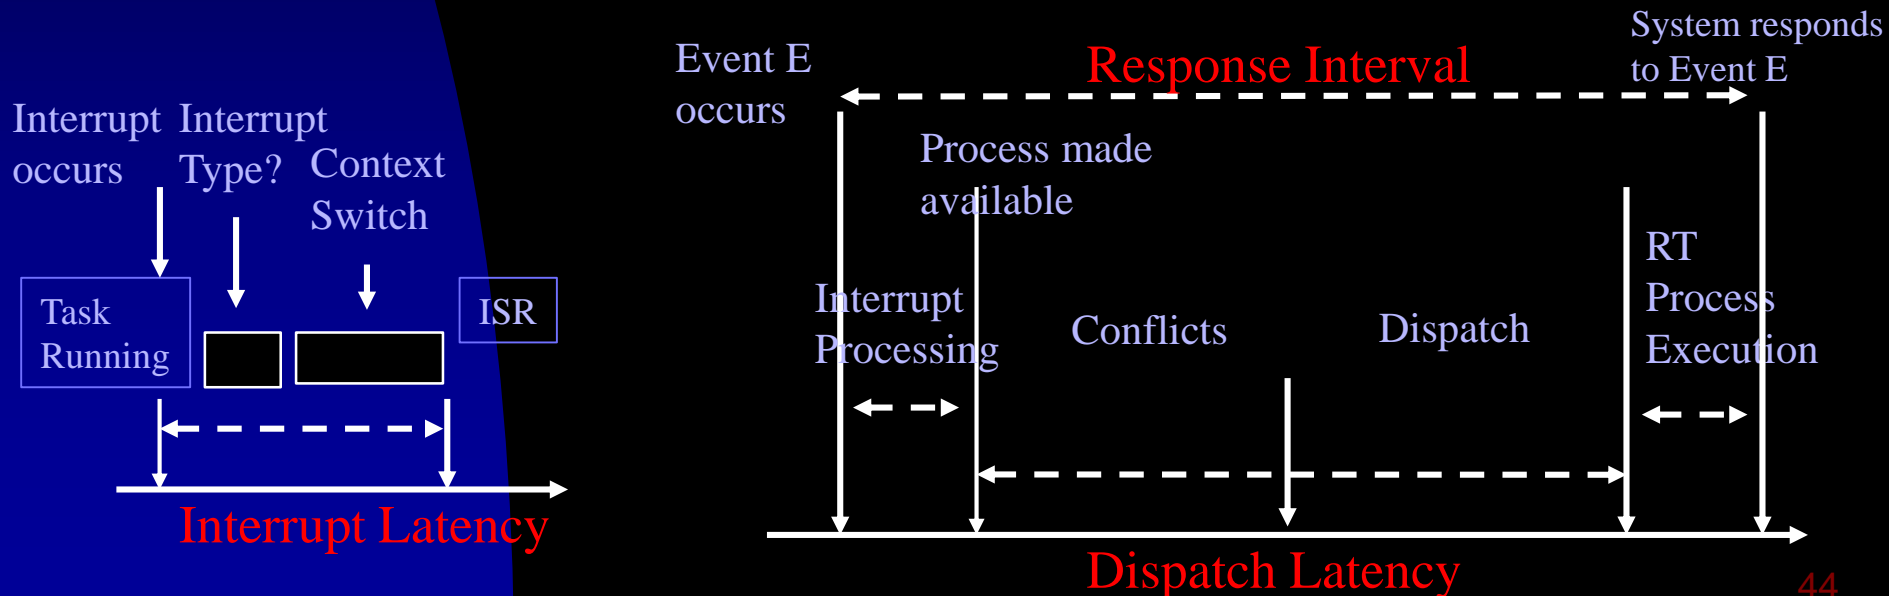 Interrupt
occurs
Interrupt
Type?
Context
Switch
Task
Running
ISR
Interrupt Latency
Event E
occurs
Response Interval
System responds
to Event E
Process made
available
Interrupt
Processing
Conflicts
Dispatch
RT
Process
Execution
Dispatch Latency
44